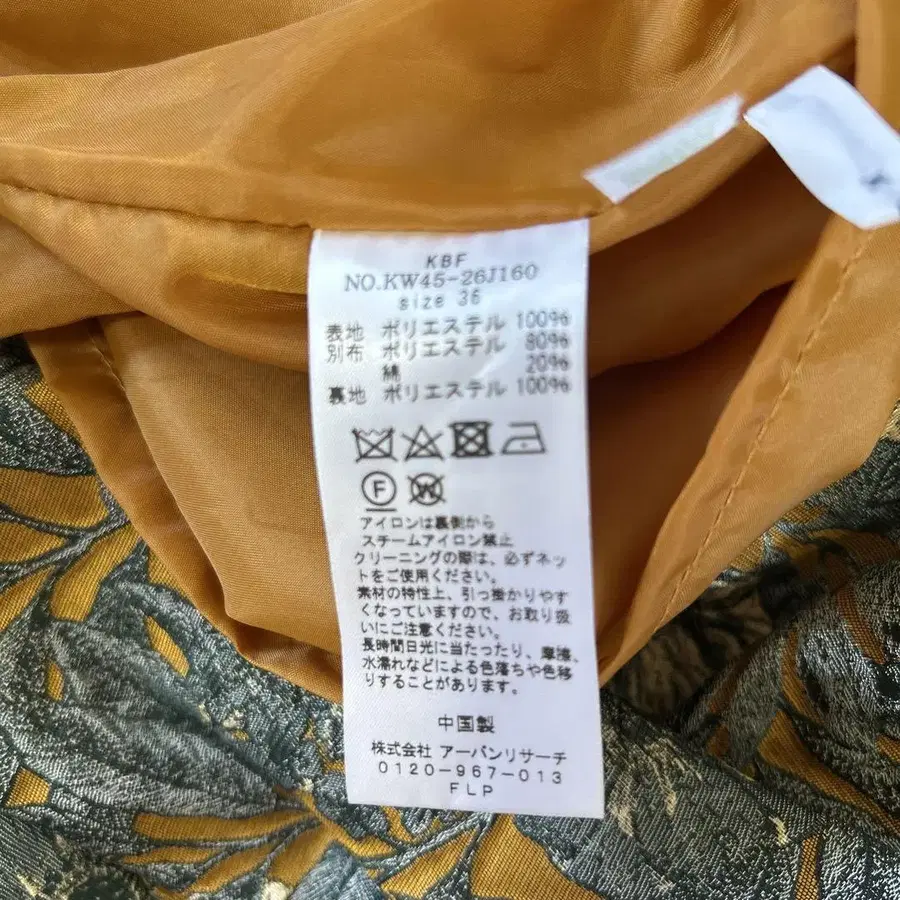 KBF
NO.KW45-26J160
size 36
表地 ポリエステル 100%
別布 ポリエステル 80%
綿 20%
裏地 ポリエステル 100%
F
W
アイロンは裏側から
スチームアイロン禁止
クリーニングの際は、必ずネッ
トをご使用ください。
素材の特性上、引っ掛かりやす
くなっていますので、お取り扱
いにご注意ください。
長時間日光に当たったり、摩擦、
水濡れなどによる色落ちや色移
りすることがあります。
中国製
株式会社 アーバンリサーチ
0120-967-013
FLP